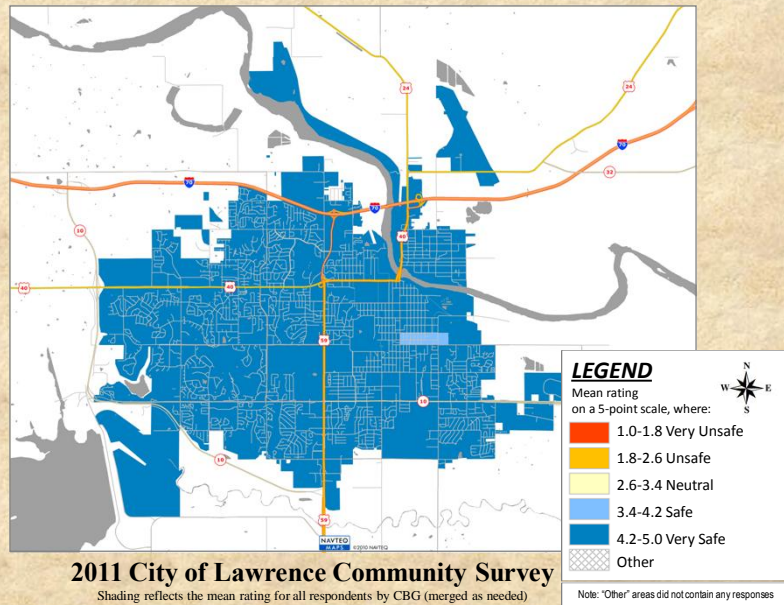 24
24
70
70
32
70
40
10
40
40
59
10
10
59
NAVTEQ
MAPS
©2010 NAVTEQ
LEGEND
Mean rating
on a 5-point scale, where:
N
W
E
S
1.0-1.8 Very Unsafe
1.8-2.6 Unsafe
2.6-3.4 Neutral
3.4-4.2 Safe
4.2-5.0 Very Safe
Other
2011 City of Lawrence Community Survey
Shading reflects the mean rating for all respondents by CBG (merged as needed)
Note: "Other" areas did not contain any responses